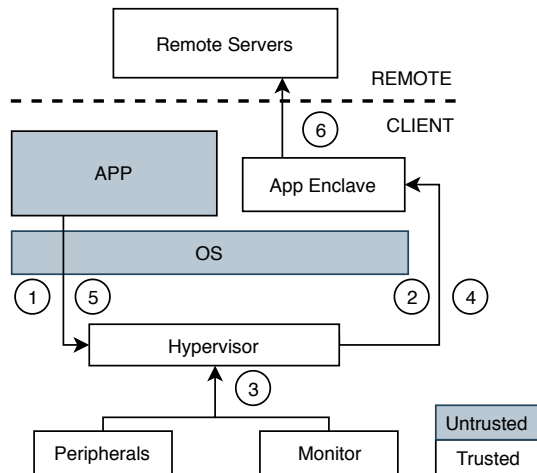 Remote Servers
REMOTE
CLIENT
6
APP
App Enclave
OS
1
5
2
4
Hypervisor
3
Peripherals
Monitor
Untrusted
Trusted